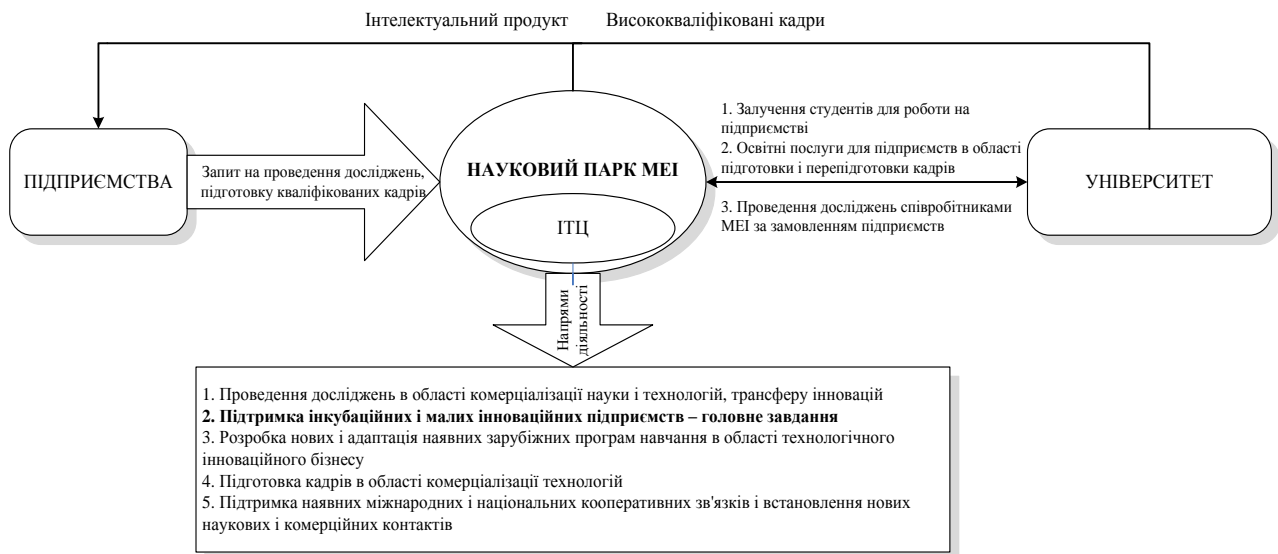 Інтелектуальний продукт Висококваліфіковані кадри
ПІДПРИЄМСТВА
Запит на проведення досліджень,
підготовку кваліфікованих кадрів
НАУКОВИЙ ПАРК МЕІ
ІТЦ
1. Залучення студентів для роботи на
підприємстві
2. Освітні послуги для підприємств в області
підготовки і перепідготовки кадрів
3. Проведення досліджень співробітниками
МЕІ за замовленням підприємств
УНІВЕРСИТЕТ
Напрями
діяльності
1. Проведення досліджень в області комерціалізації науки і технологій, трансферу інновацій
2. Підтримка інкубаційних і малих інноваційних підприємств – головне завдання
3. Розробка нових і адаптація наявних зарубіжних програм навчання в області технологічного
інноваційного бізнесу
4. Підготовка кадрів в області комерціалізації технологій
5. Підтримка наявних міжнародних і національних кооперативних зв'язків і встановлення нових
наукових і комерційних контактів